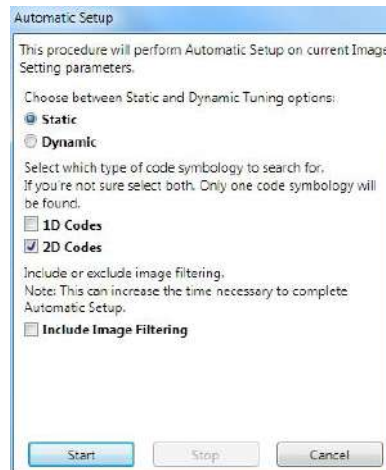 Automatic Setup
This procedure will perform Automatic Setup on current Image
Setting parameters.
Choose between Static and Dynamic Tuning options:
Static
Dynamic
Select which type of code symbology to search for.
If you're not sure select both. Only one code symbology will
be found.
1D Codes
2D Codes
Include or exclude image filtering.
Note: This can increase the time necessary to complete
Automatic Setup.
Include Image Filtering
Start Stop Cancel